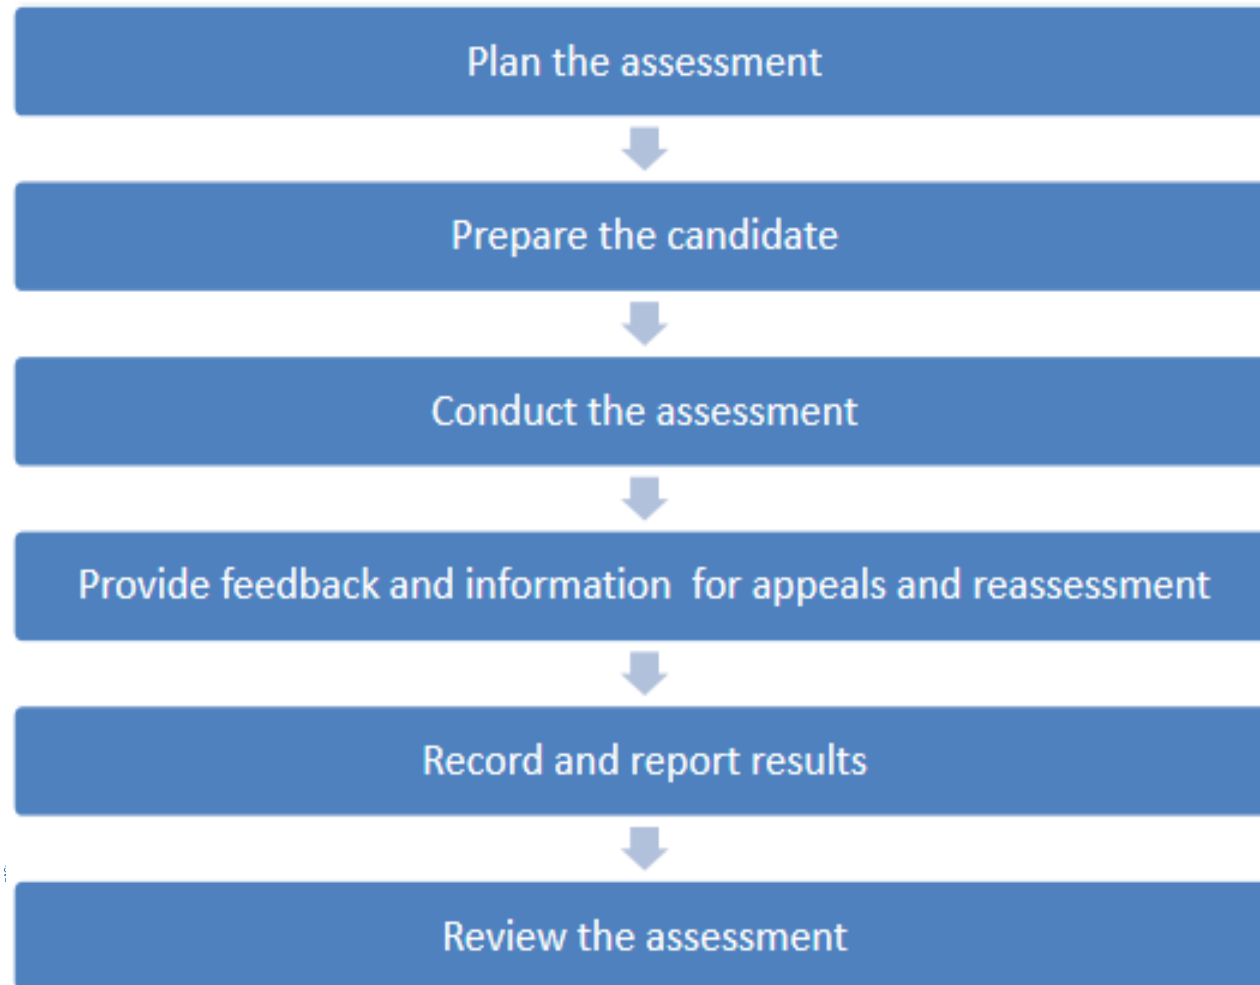 Plan the assessment
Prepare the candidate
Conduct the assessment
Provide feedback and information  for appeals and reassessment
Record and report results
Review the assessment